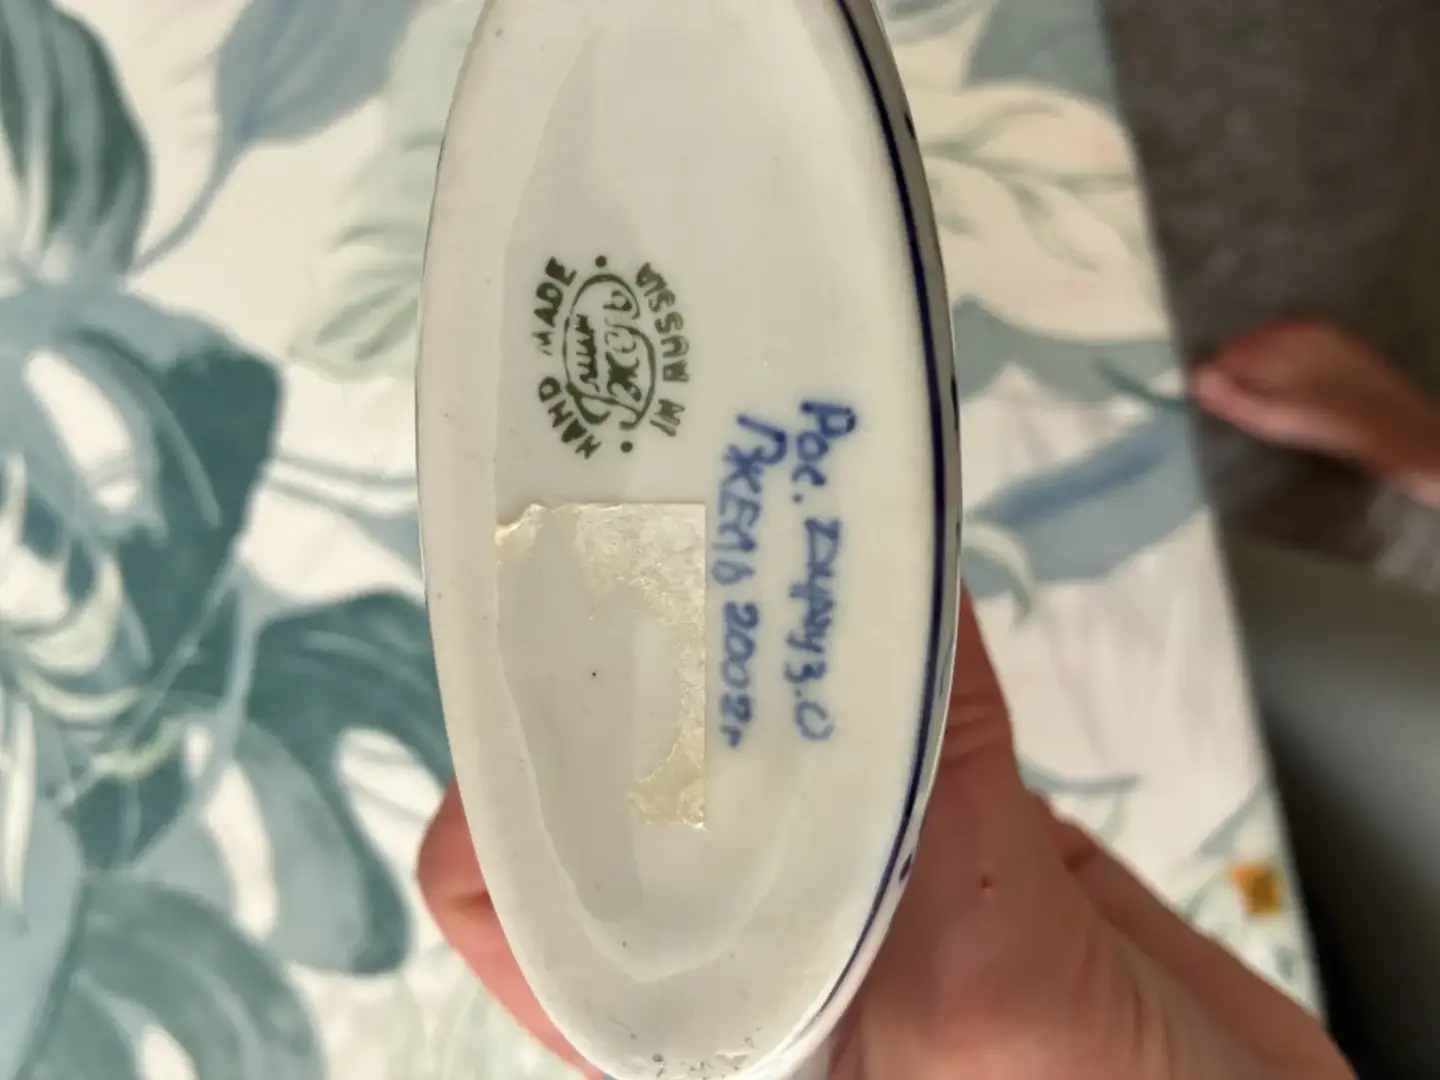 HAND MADE
Гжель
IN RUSSIA
Рос.
ГЖЕЛЬ 2002г